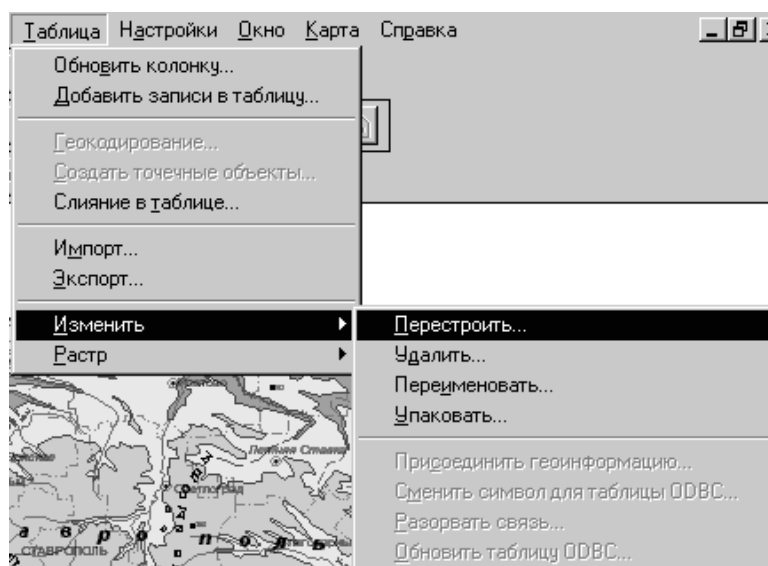 Таблица Настройки Окно Карта Справка
Обновить колонку...
Добавить записи в таблицу...
Геокодирование...
Создать точечные объекты...
Слияние в таблице...
Импорт...
Экспорт...
Изменить
Растр
Перестроить...
Удалить...
Переименовать...
Упаковать...
Присоединить геоинформацию...
Сменить символ для таблицы ODBC...
Разорвать связь...
Обновить таблицу ODBC...
Светлоград
а в р о п о л ь
СТАВРОПОЛЬ